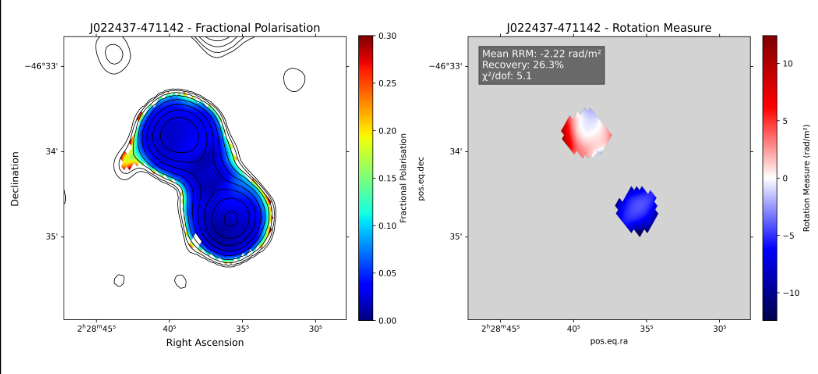 J022437-471142 - Fractional Polarisation
−46°33'
34'
35'
Declination
2ʰ28ᵐ45ˢ
40ˢ
35ˢ
30ˢ
Right Ascension
0.30
0.25
0.20
0.15
0.10
0.05
0.00
Fractional Polarisation
J022437-471142 - Rotation Measure
Mean RRM: -2.22 rad/m²
Recovery: 26.3%
χ²/dof: 5.1
−46°33'
34'
35'
pos.eq.dec
2ʰ28ᵐ45ˢ
40ˢ
35ˢ
30ˢ
pos.eq.ra
10
5
0
−5
−10
Rotation Measure (rad/m²)